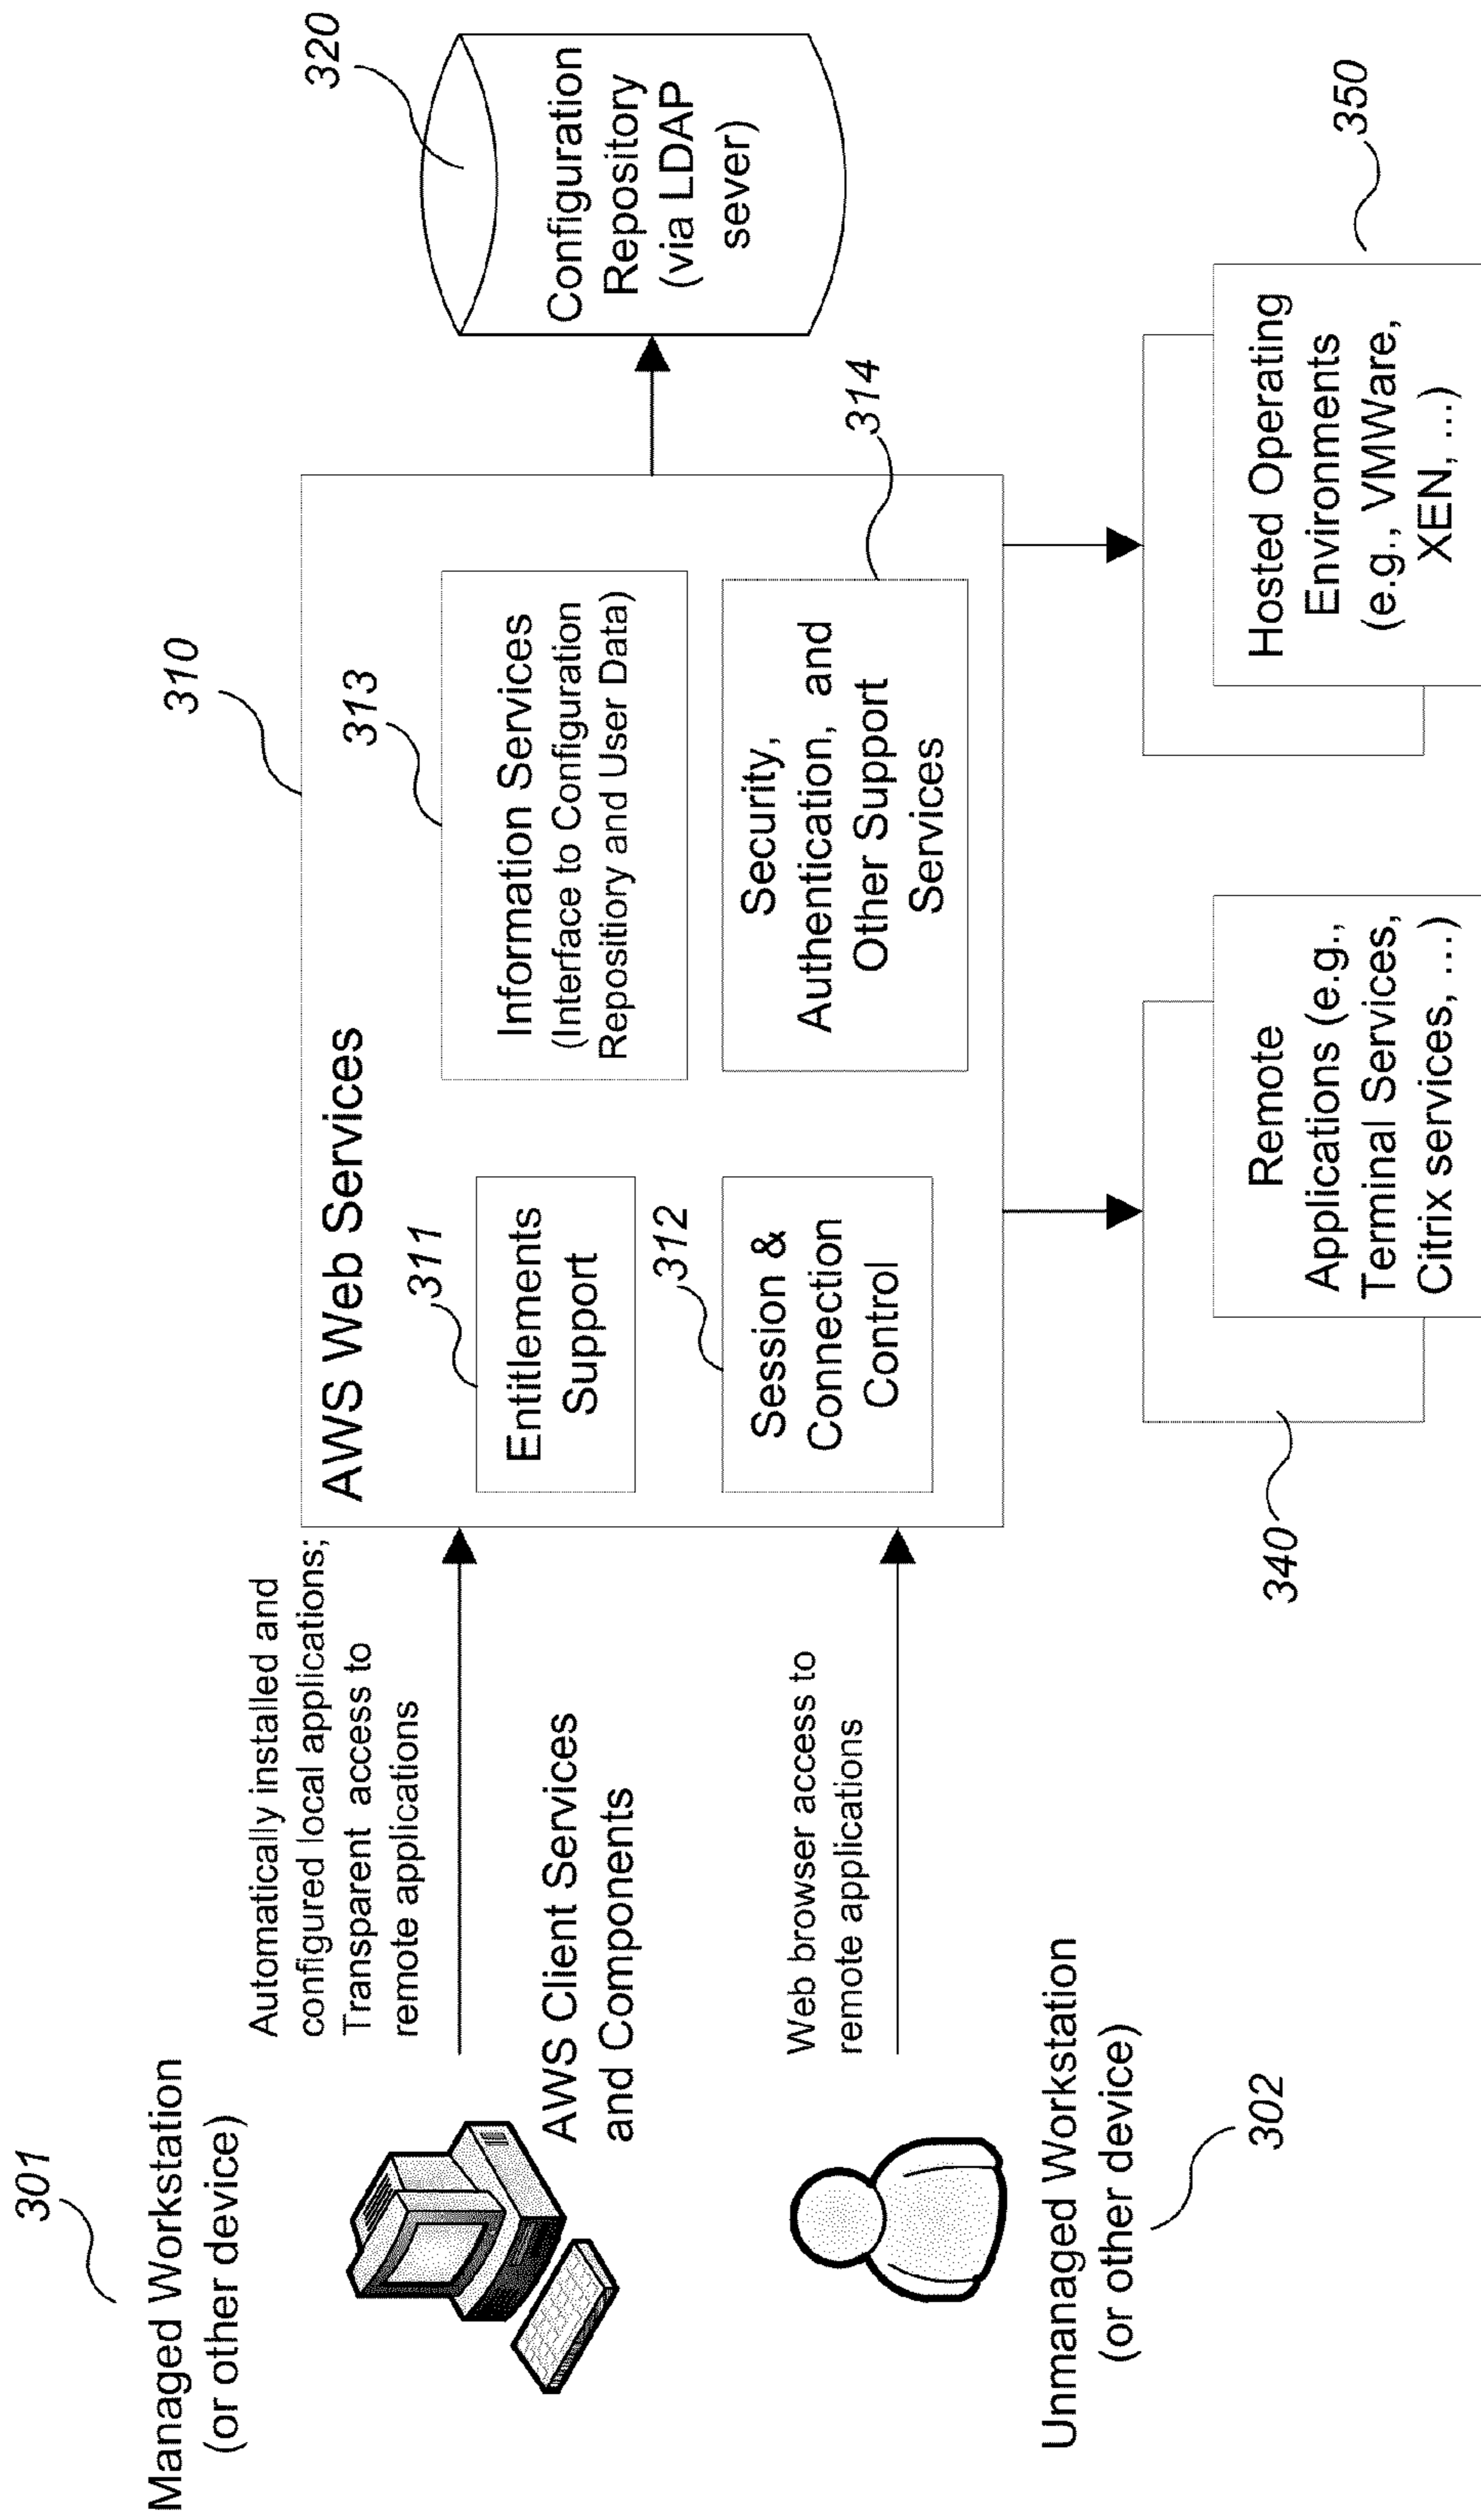 301
Managed Workstation
(or other device)
Automatically installed and
configured local applications;
Transparent access to
remote applications
AWS Client Services
and Components
Web browser access to
remote applications
Unmanaged Workstation
(or other device)
302
310
AWS Web Services
311
Entitlements
Support
312
Session &
Connection
Control
313
Information Services
(Interface to Configuration
Repositiory and User Data)
314
Security,
Authentication, and
Other Support
Services
320
Configuration
Repository
(via LDAP
sever)
340
Remote
Applications (e.g.,
Terminal Services,
Citrix services, ...)
350
Hosted Operating
Environments
(e.g., VMWare,
XEN, ...)